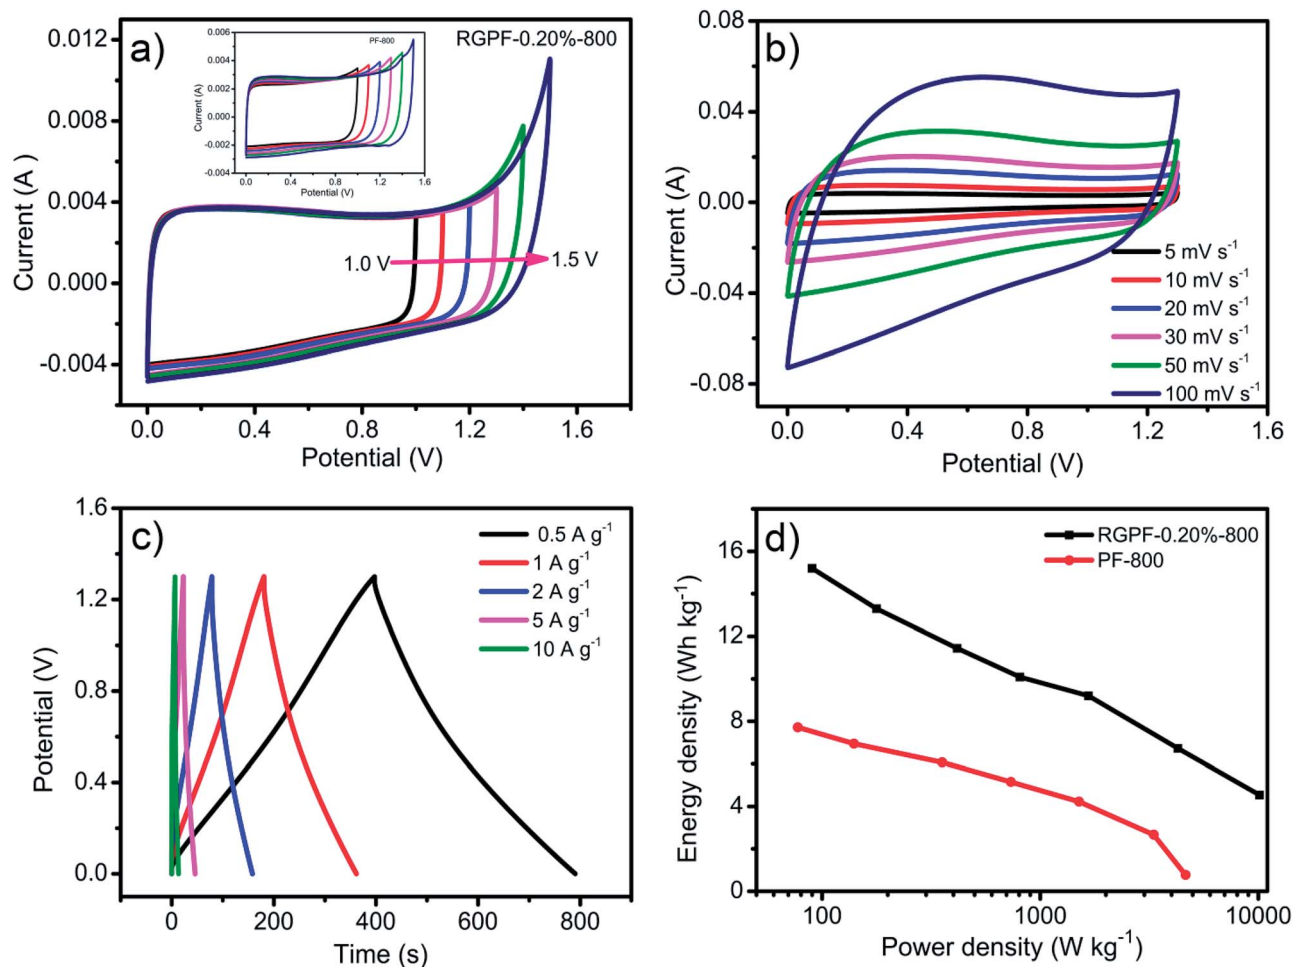 a)
RGPF-0.20%-800
0.012
0.008
0.004
0.000
-0.004
Current (A )
0.0
0.4
0.8
1.2
1.6
Potential (V)
1.0 V
1.5 V
PF-800
0.006
0.004
0.002
0.000
-0.002
-0.004
Current (A)
0.0
0.4
0.8
1.2
1.6
Potential (V)
b)
0.08
0.04
0.00
-0.04
-0.08
Current (A)
0.0
0.4
0.8
1.2
1.6
Potential (V)
5 mV s⁻¹
10 mV s⁻¹
20 mV s⁻¹
30 mV s⁻¹
50 mV s⁻¹
100 mV s⁻¹
c)
1.6
1.2
0.8
0.4
0.0
Potential (V)
0
200
400
600
800
Time (s)
0.5 A g⁻¹
1 A g⁻¹
2 A g⁻¹
5 A g⁻¹
10 A g⁻¹
d)
RGPF-0.20%-800
PF-800
16
12
8
4
0
Energy density (Wh kg⁻¹)
100
1000
10000
Power density (W kg⁻¹)